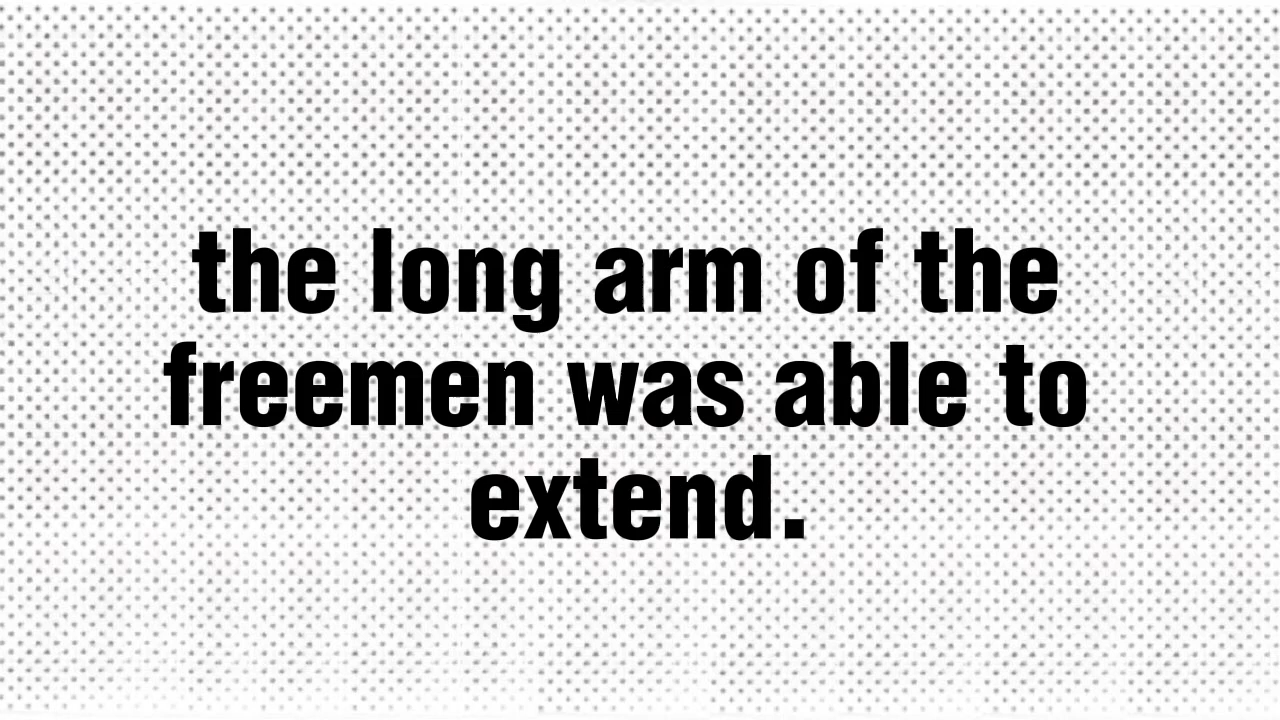 the long arm of the
freemen was able to
extend.